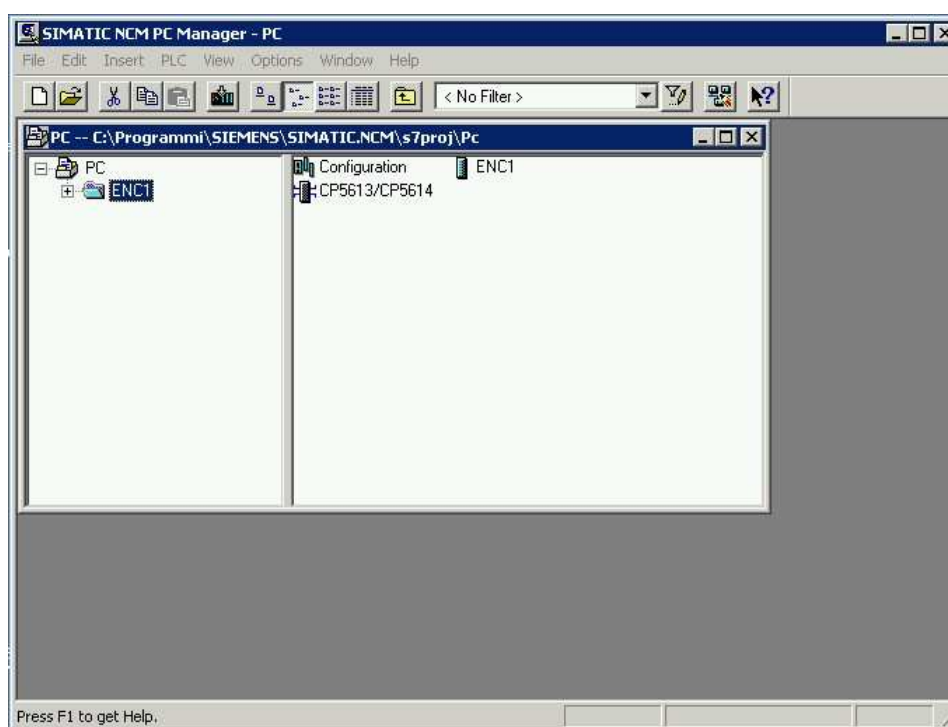 SIMATIC NCM PC Manager - PC
File Edit Insert PLC View Options Window Help
< No Filter >
PC -- C:\Programmi\SIEMENS\SIMATIC.NCM\s7proj\Pc
PC
ENC1
Configuration ENC1
CP5613/CP5614
Press F1 to get Help.